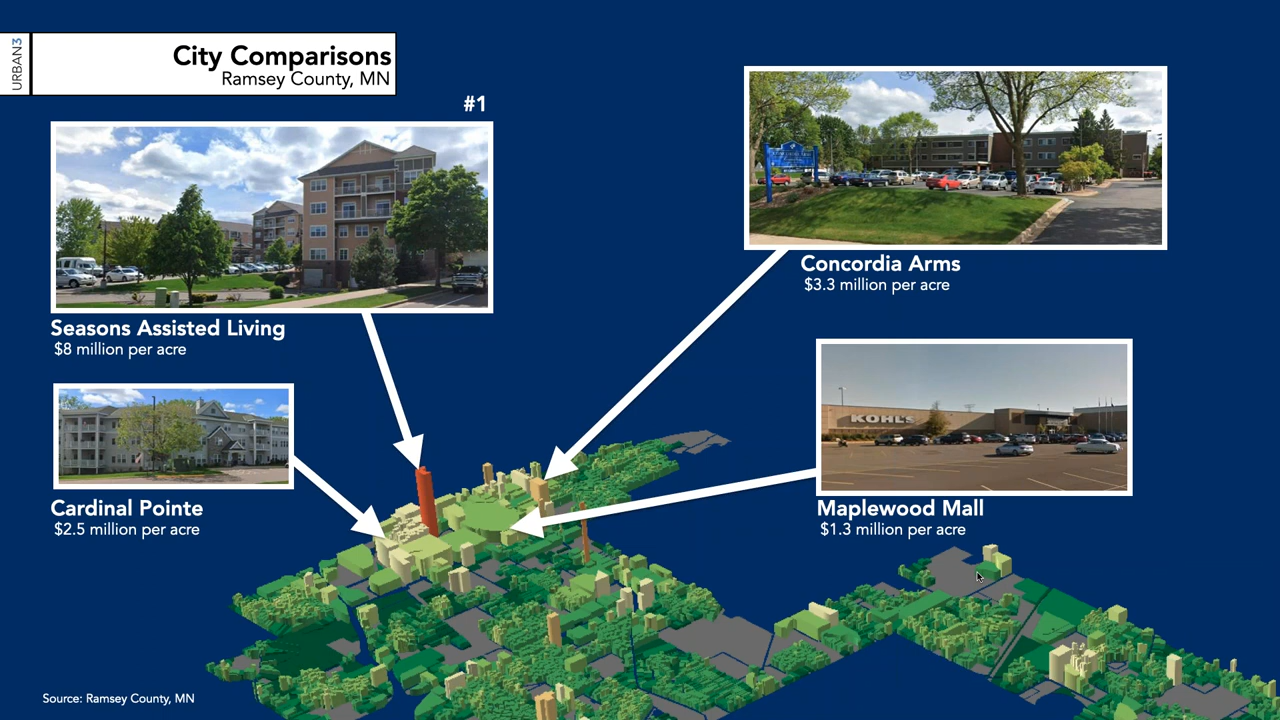 URBAN3
City Comparisons
Ramsey County, MN
#1
Seasons Assisted Living
$8 million per acre
Concordia Arms
$3.3 million per acre
Cardinal Pointe
$2.5 million per acre
KOHL'S
Maplewood Mall
$1.3 million per acre
Source: Ramsey County, MN